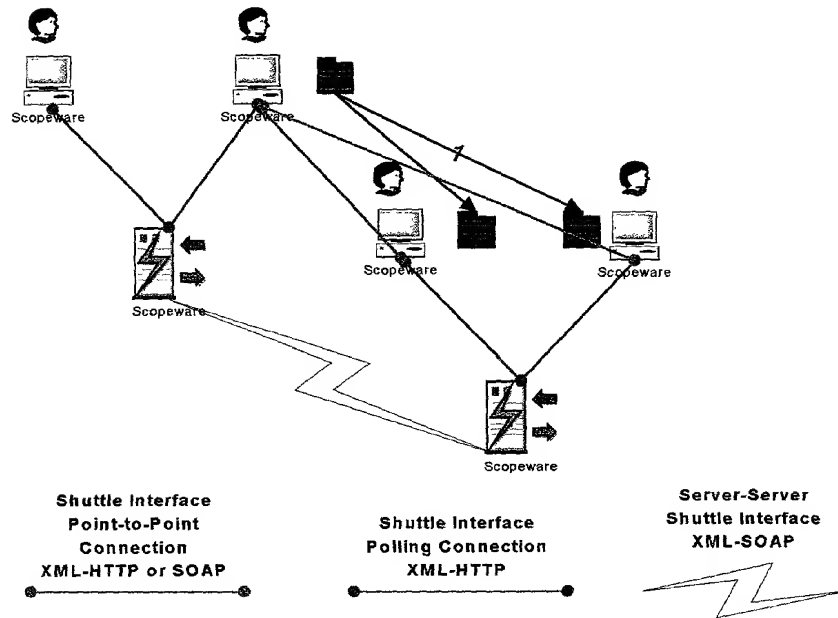 Scopeware
Scopeware
1
Scopeware
Scopeware
Scopeware
Scopeware
Shuttle Interface
Point-to-Point
Connection
XML-HTTP or SOAP
Shuttle Interface
Polling Connection
XML-HTTP
Server-Server
Shuttle Interface
XML-SOAP